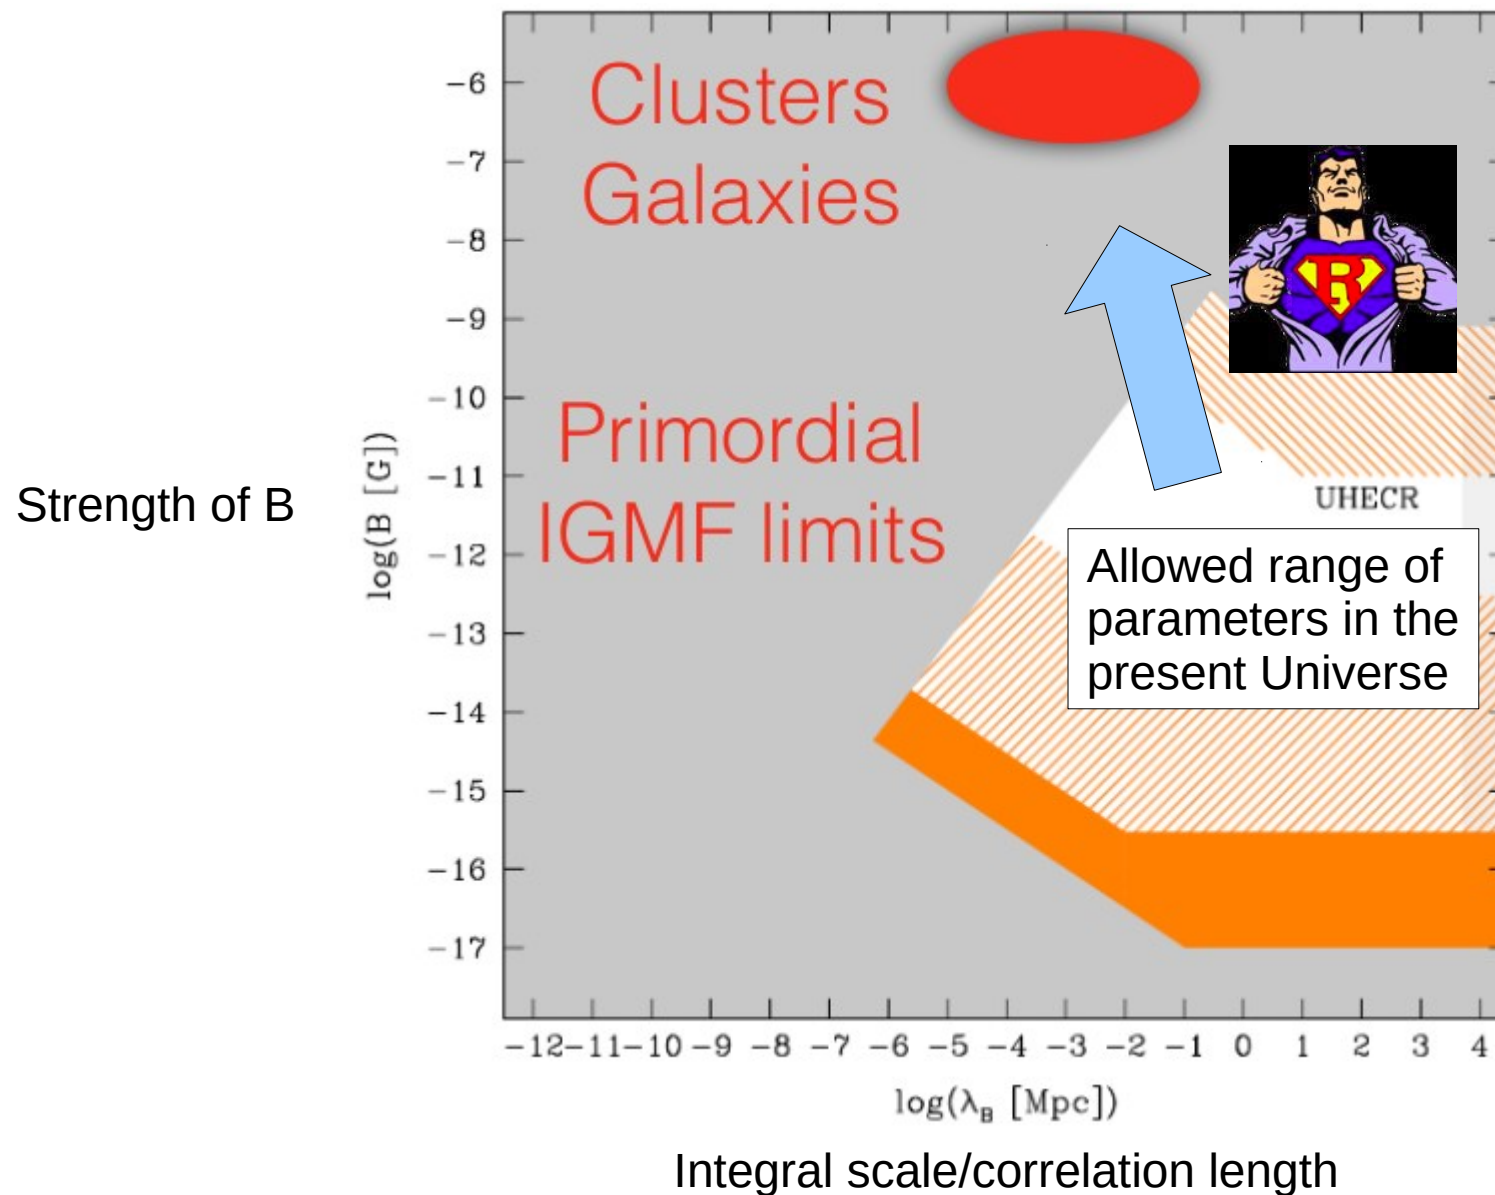 Clusters
Galaxies
Primordial
IGMF limits
Strength of B
log(B [G])
−6
−7
−8
−9
−10
−11
−12
−13
−14
−15
−16
−17
R
UHECR
Allowed range of
parameters in the
present Universe
−12 −11 −10 −9 −8 −7 −6 −5 −4 −3 −2 −1 0 1 2 3 4
log(λ_B [Mpc])
Integral scale/correlation length